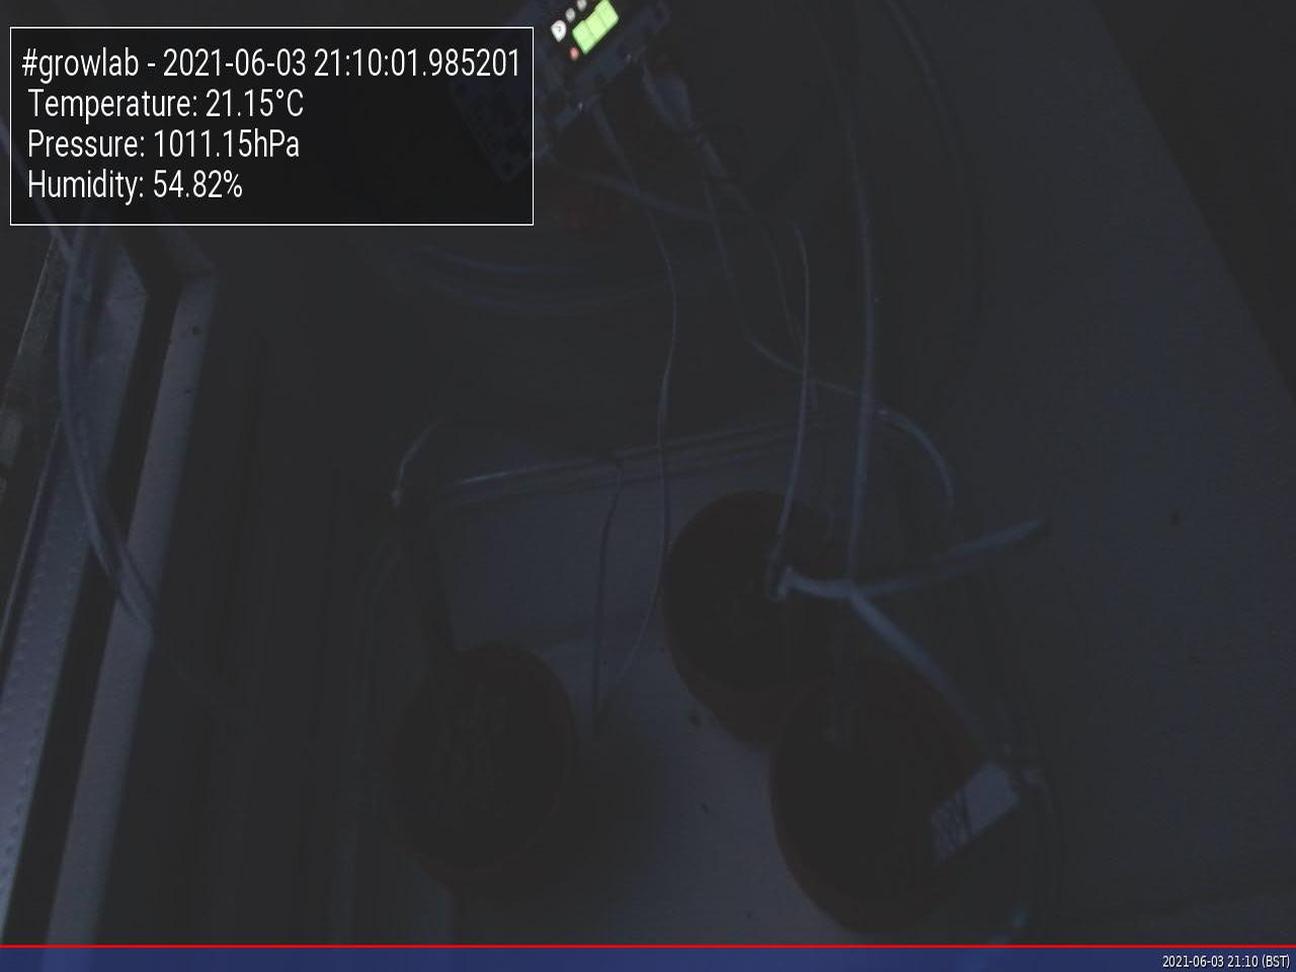 #growlab - 2021-06-03 21:10:01.985201
Temperature: 21.15°C
Pressure: 1011.15hPa
Humidity: 54.82%
2021-06-03 21:10 (BST)